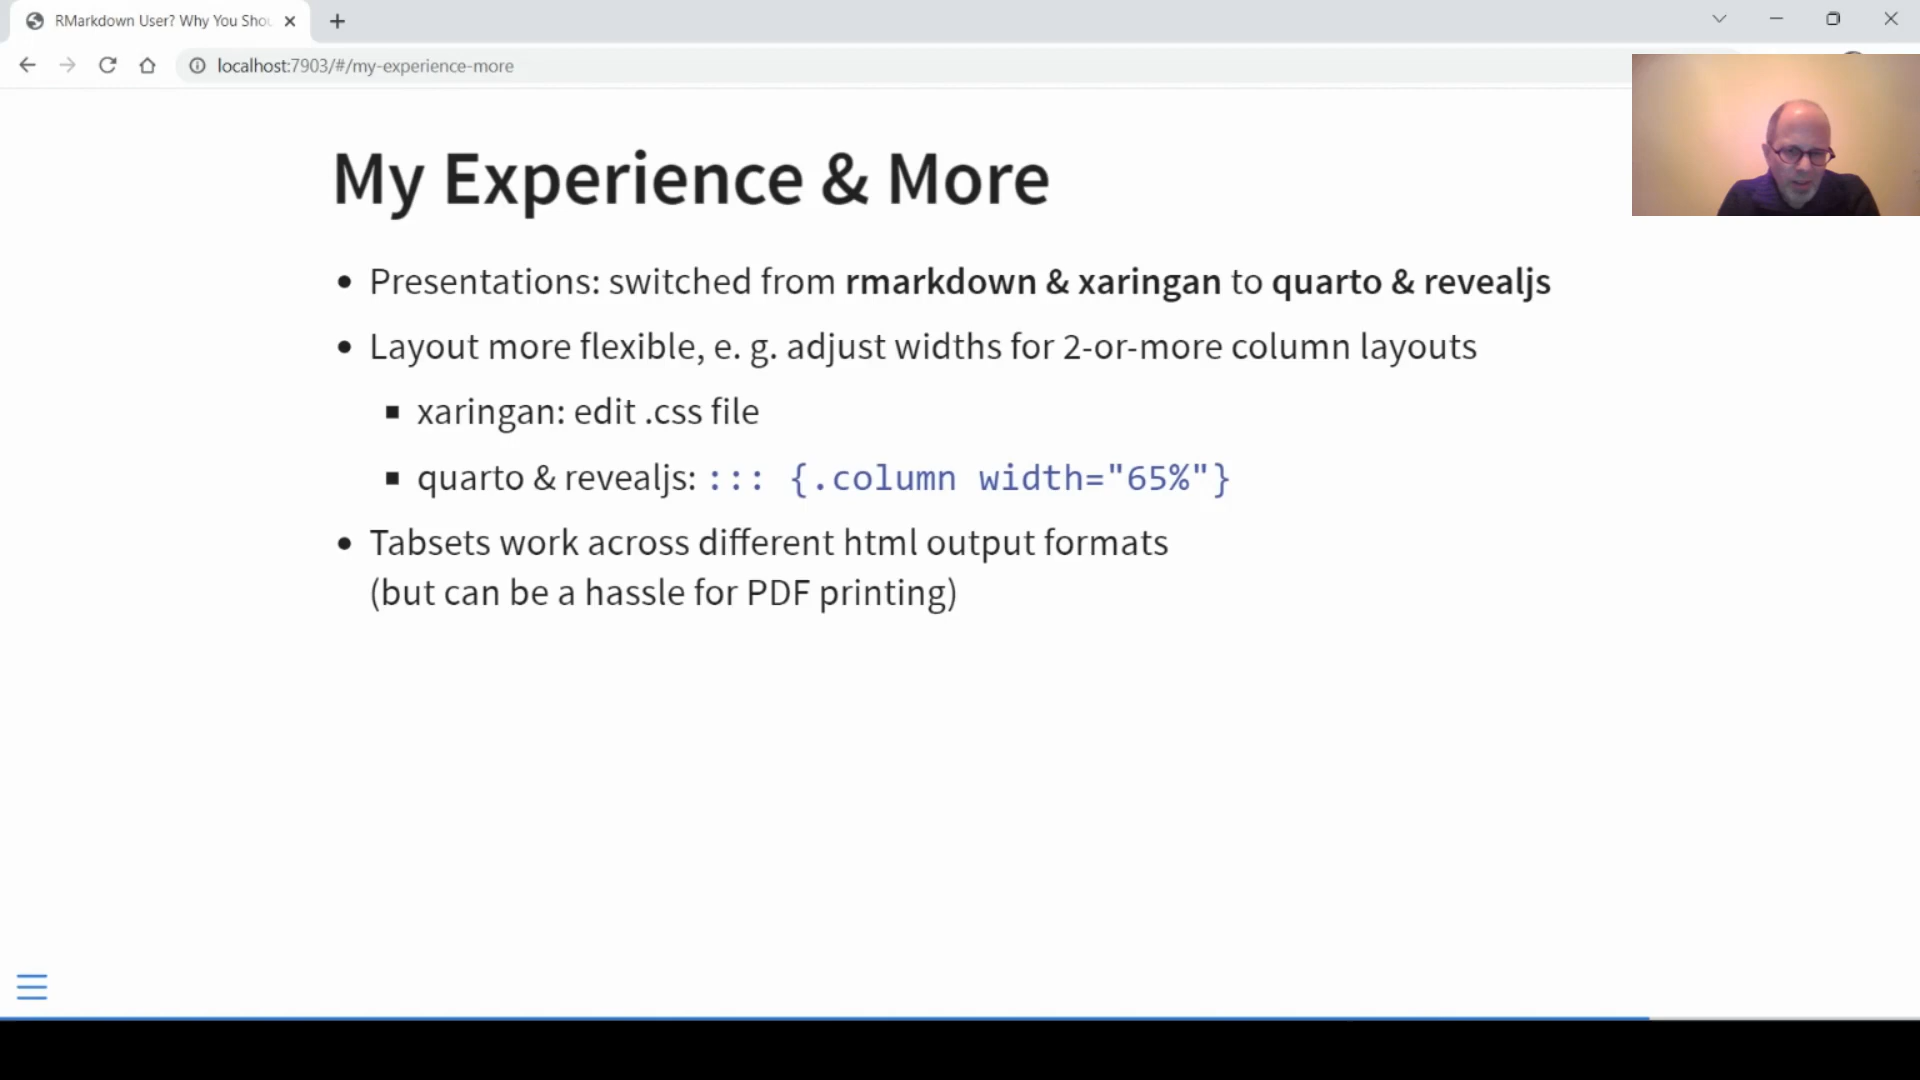 RMarkdown User? Why You Shou
localhost:7903/#/my-experience-more
My Experience & More
• Presentations: switched from rmarkdown & xaringan to quarto & revealjs
• Layout more flexible, e. g. adjust widths for 2-or-more column layouts
▪ xaringan: edit .css file
▪ quarto & revealjs: ::: {.column width="65%"}
• Tabsets work across different html output formats
(but can be a hassle for PDF printing)